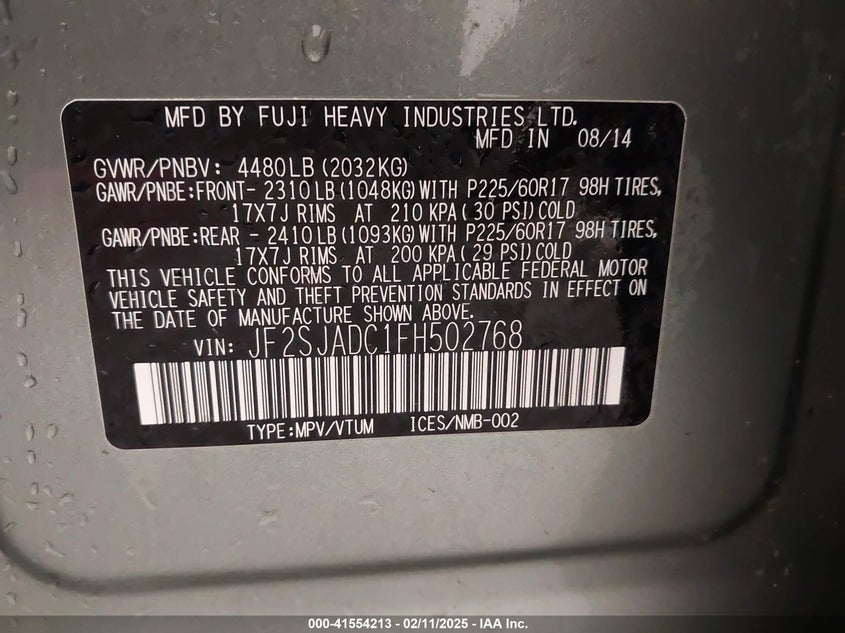 MFD BY FUJI HEAVY INDUSTRIES LTD.
MFD IN 08/14
GVWR/PNBV: 4480LB(2032KG)
GAWR/PNBE:FRONT- 2310LB(1048KG)WITH P225/60R17 98H TIRES,
17X7J RIMS AT 210 KPA(30 PSI)COLD
GAWR/PNBE:REAR - 2410LB(1093KG)WITH P225/60R17 98H TIRES,
17X7J RIMS AT 200 KPA(29 PSI)COLD
THIS VEHICLE CONFORMS TO ALL APPLICABLE FEDERAL MOTOR
VEHICLE SAFETY AND THEFT PREVENTION STANDARDS IN EFFECT ON
THE DATE OF MANUFACTURE SHOWN ABOVE.
VIN: JF2SJADC1FH502768
TYPE:MPV/VTUM ICES/NMB-002
000-41554213 - 02/11/2025 - IAA, Inc.